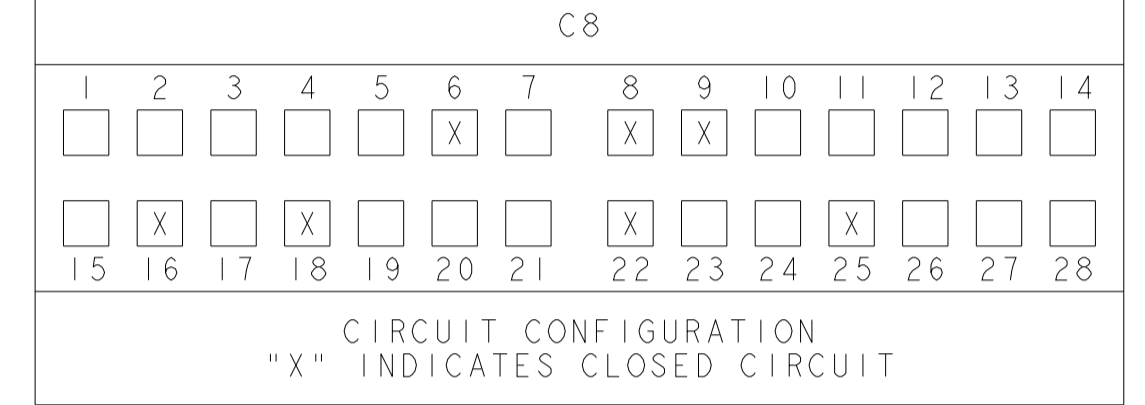 C8
1 2 3 4 5 6 7 8 9 10 11 12 13 14
X X X
X X X X
15 16 17 18 19 20 21 22 23 24 25 26 27 28
CIRCUIT CONFIGURATION
"X" INDICATES CLOSED CIRCUIT